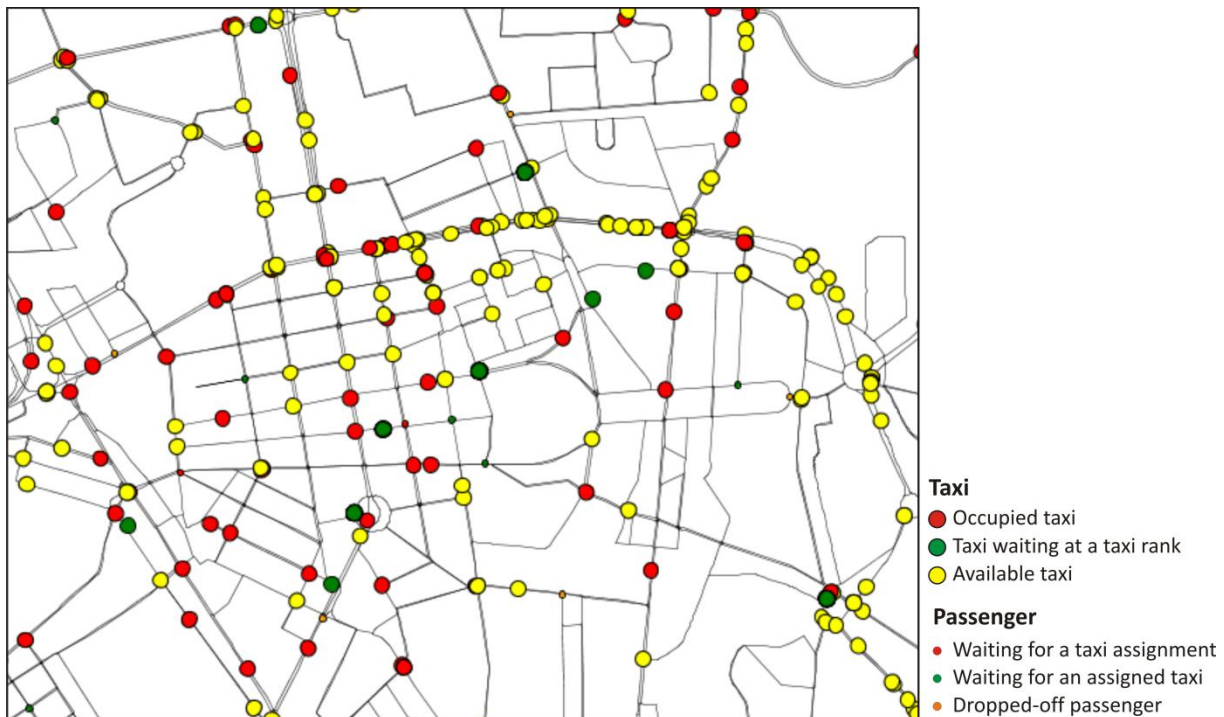 Taxi
Occupied taxi
Taxi waiting at a taxi rank
Available taxi
Passenger
Waiting for a taxi assignment
Waiting for an assigned taxi
Dropped-off passenger